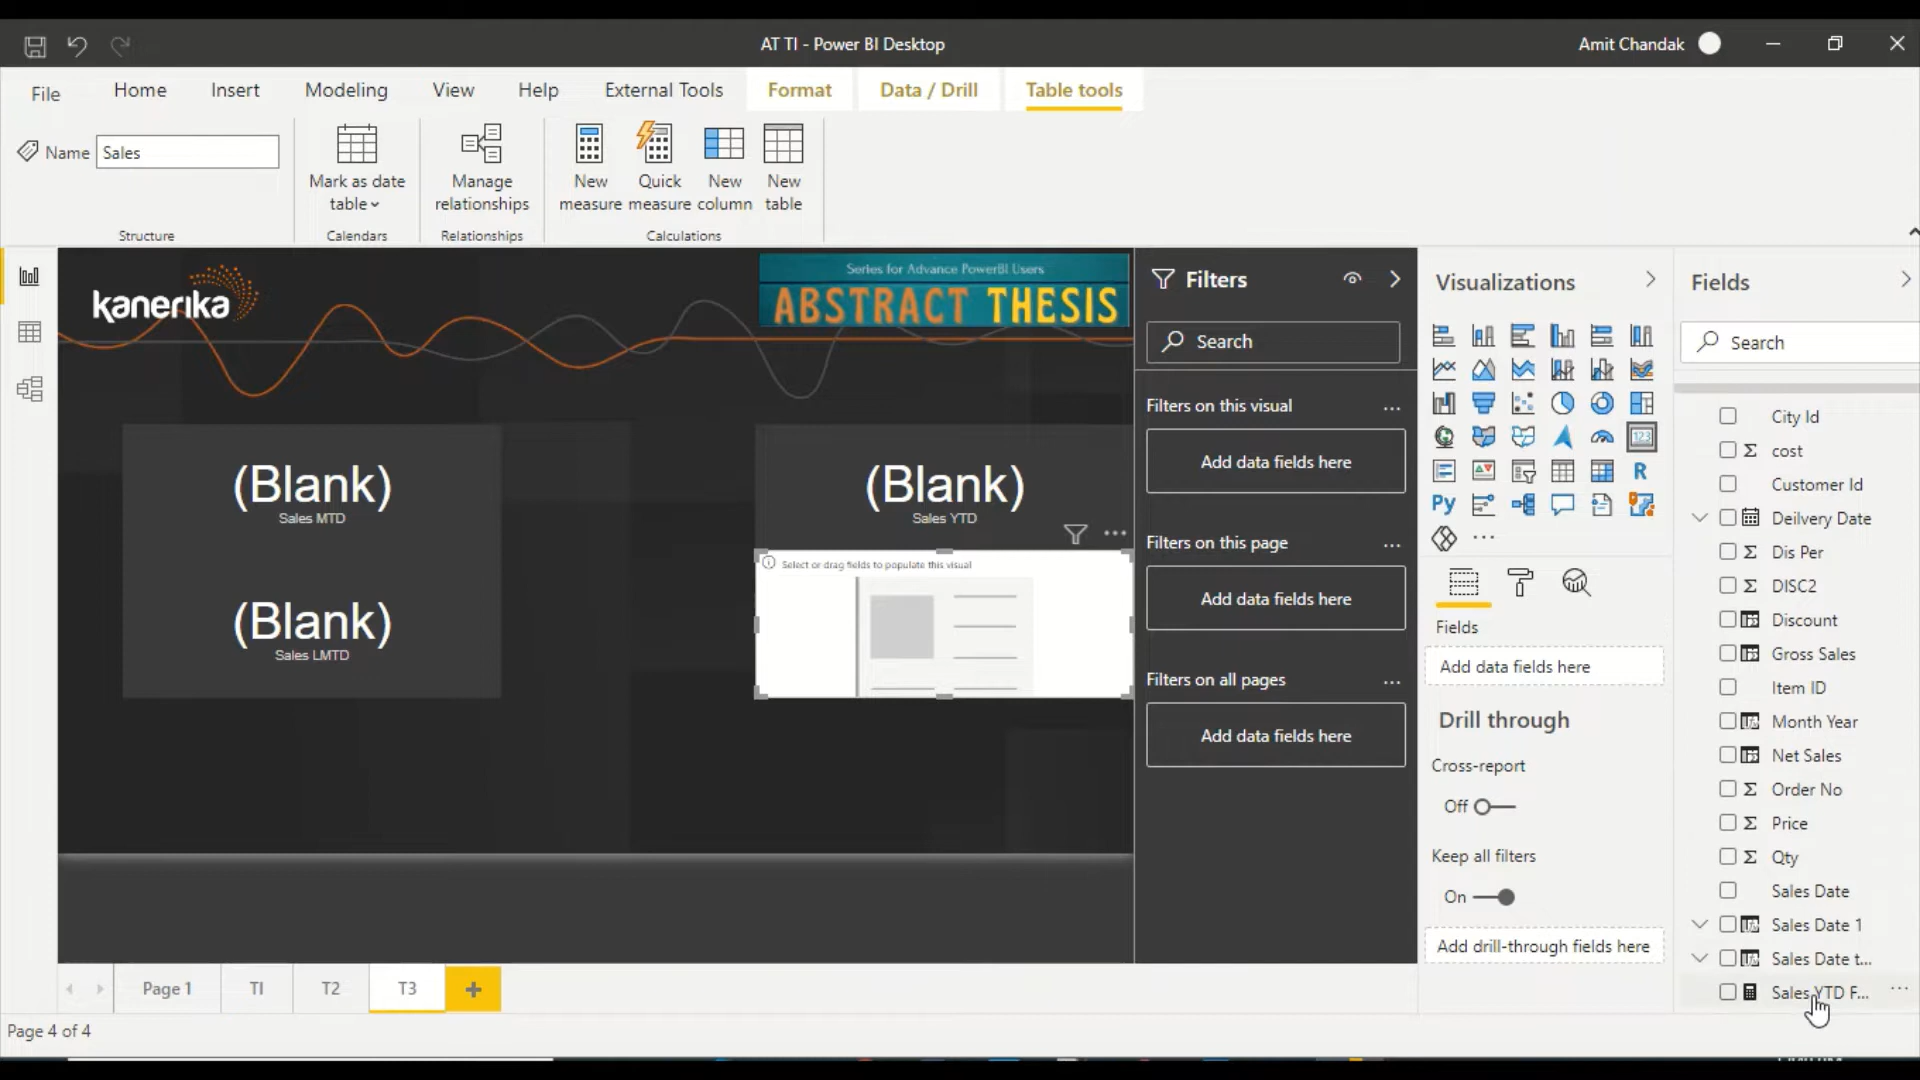 AT TI - Power BI Desktop
Amit Chandak
File
Home
Insert
Modeling
View
Help
External Tools
Format
Data / Drill
Table tools
Name
Sales
Mark as date
table
Manage
relationships
New
measure
Quick
measure
New
column
New
table
Structure
Calendars
Relationships
Calculations
kanerika
Series for Advance PowerBI Users
ABSTRACT THESIS
(Blank)
Sales MTD
(Blank)
Sales LMTD
(Blank)
Sales YTD
Select or drag fields to populate this visual
Filters
Search
Filters on this visual
...
Add data fields here
Filters on this page
...
Add data fields here
Filters on all pages
...
Add data fields here
Visualizations
123
R
Py
...
Fields
Add data fields here
Drill through
Cross-report
Off
Keep all filters
On
Add drill-through fields here
Fields
Search
City Id
Σ cost
Customer Id
Deilvery Date
Σ Dis Per
Σ DISC2
Discount
Gross Sales
Item ID
Month Year
Net Sales
Σ Order No
Σ Price
Σ Qty
Sales Date
Sales Date 1
Sales Date t...
Sales YTD F...
...
Page 1
TI
T2
T3
+
Page 4 of 4